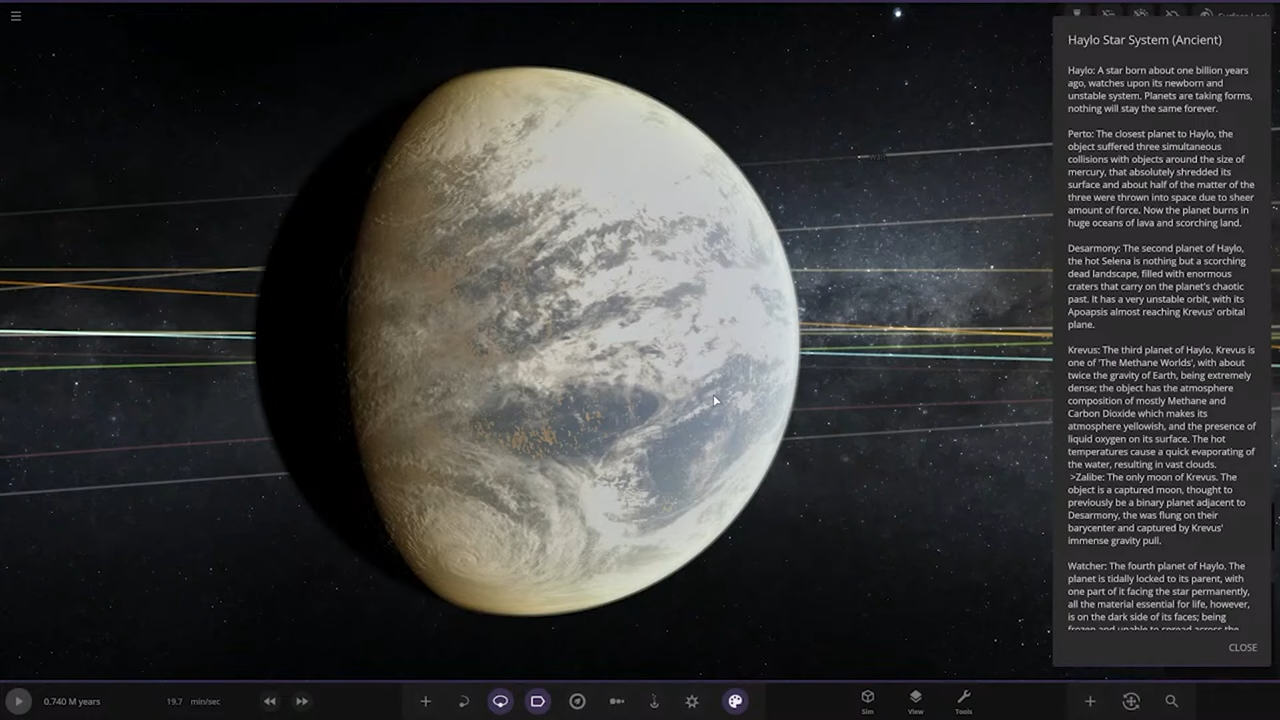 Surface Lock
Haylo Star System (Ancient)
Haylo: A star born about one billion years
ago, watches upon its newborn and
unstable system. Planets are taking forms,
nothing will stay the same forever.
Perto: The closest planet to Haylo, the
object suffered three simultaneous
collisions with objects around the size of
mercury, that absolutely shredded its
surface and about half of the matter of the
three were thrown into space due to sheer
amount of force. Now the planet burns in
huge oceans of lava and scorching land.
Desarmony: The second planet of Haylo,
the hot Selena is nothing but a scorching
dead landscape, filled with enormous
craters that carry on the planet's chaotic
past. It has a very unstable orbit, with its
Apoapsis almost reaching Krevus' orbital
plane.
Krevus: The third planet of Haylo, Krevus is
one of 'The Methane Worlds', with about
twice the gravity of Earth, being extremely
dense; the object has the atmosphere
composition of mostly Methane and
Carbon Dioxide which makes its
atmosphere yellowish, and the presence of
liquid oxygen on its surface. The hot
temperatures cause a quick evaporating of
the water, resulting in vast clouds.
>Zalibe: The only moon of Krevus. The
object is a captured moon, thought to
previously be a binary planet adjacent to
Desarmony, the was flung on their
barycenter and captured by Krevus'
immense gravity pull.
Watcher: The fourth planet of Haylo, The
planet is tidally locked to its parent, with
one part of it facing the star permanently,
all the material essential for life, however,
is on the dark side of its faces; being
frozen and unable to spread across the
CLOSE
0.740 M years 19.7 min/sec Sim View Tools